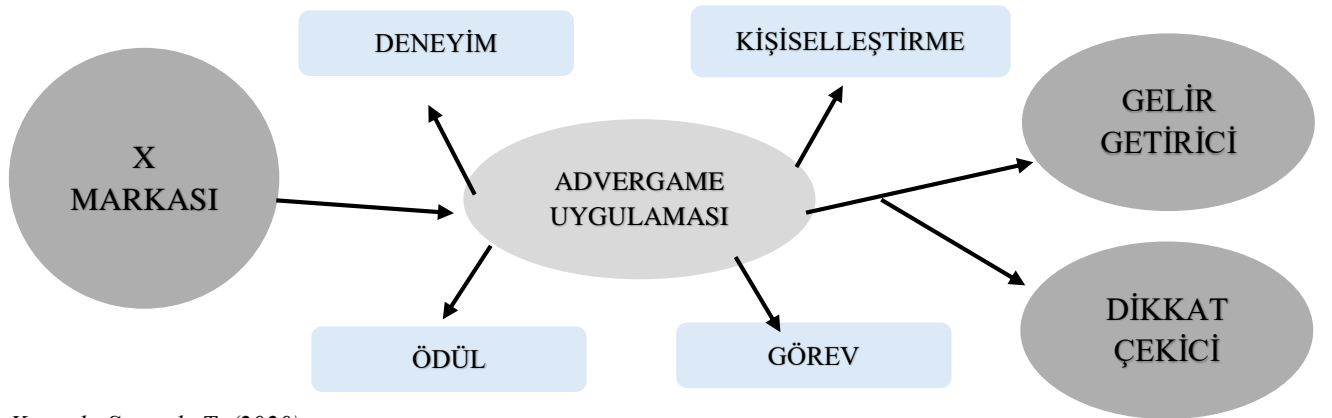 DENEYİM
KİŞİSELLEŞTİRME
GELİR
GETİRİCİ
X
MARKASI
ADVERGAME
UYGULAMASI
DİKKAT
ÇEKİCİ
ÖDÜL
GÖREV